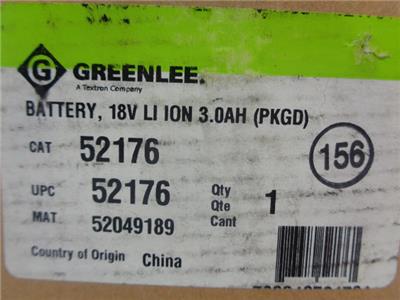 G GREENLEE.
A Textron Company
BATTERY, 18V LI ION 3.0AH (PKGD)
CAT 52176
156
UPC 52176
Qty
Qte 1
Cant
MAT 52049189
Country of Origin China